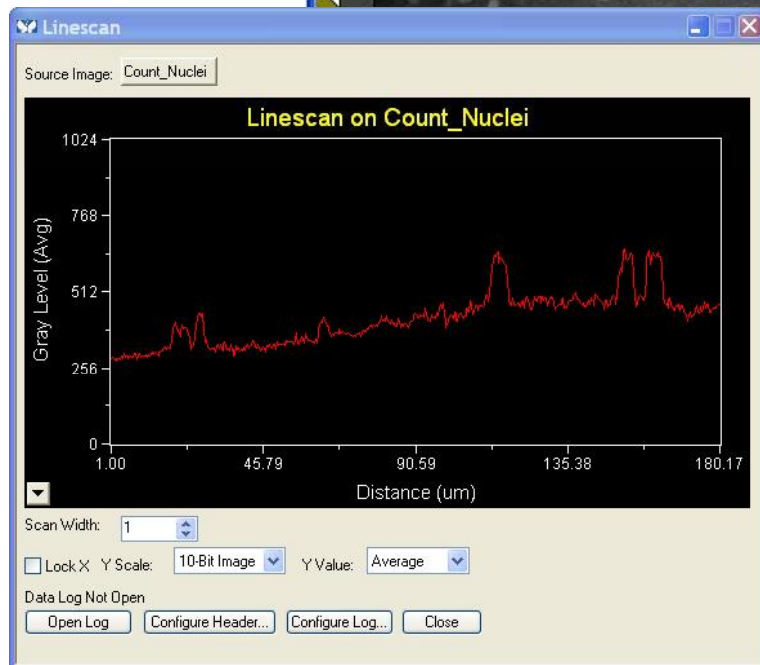 Linescan
Source Image: Count_Nuclei
Linescan on Count_Nuclei
1024
768
512
256
0
Gray Level (Avg)
1.00 45.79 90.59 135.38 180.17
Distance (um)
Scan Width: 1
Lock X Y Scale: 10-Bit Image Y Value: Average
Data Log Not Open
Open Log Configure Header... Configure Log... Close